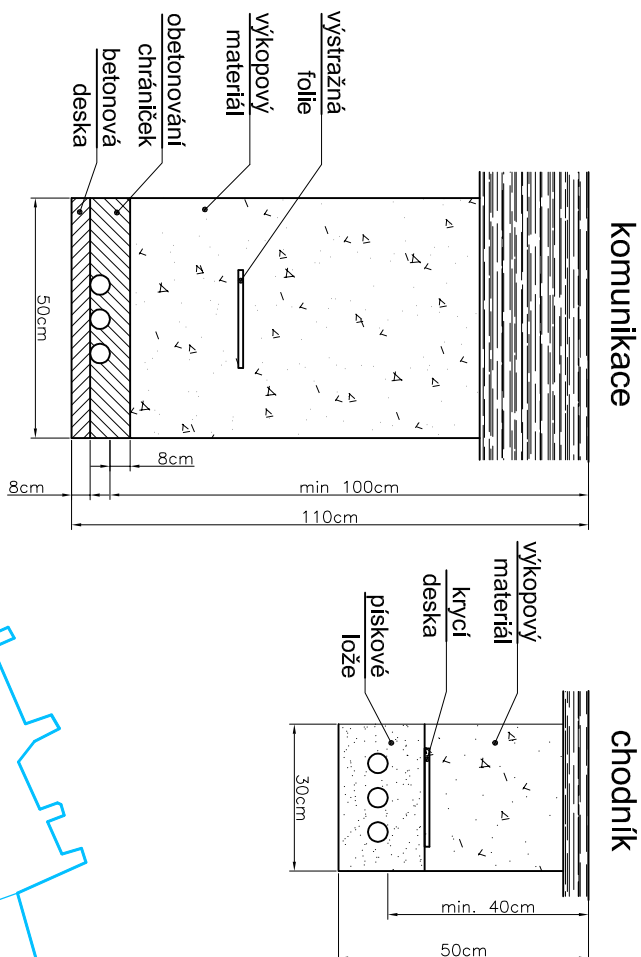 komunikace
výstražná
folie
výkopový
materiál
obetonování
chrániček
betonová
deska
50cm
8cm
8cm
min 100cm
110cm
chodník
výkopový
materiál
krycí
deska
pískové
lože
30cm
min. 40cm
50cm